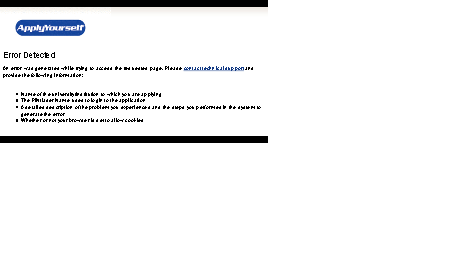 ApplyYourself
Error Detected
An error was generated while trying to access the requested page. Please contact technical support and
provide the following information:
Name of the university/institution to which you are applying
The PIN/User Name used to login to the application
Detailed description of the problem you experienced and the steps you performed in the system to
generate the error
Whether or not your browser is set to allow cookies